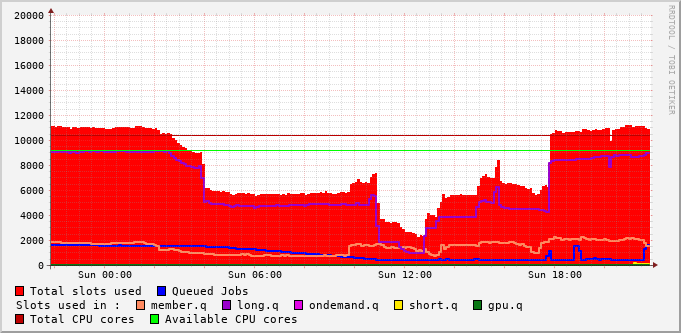 20000
18000
16000
14000
12000
10000
8000
6000
4000
2000
0
Sun 00:00 Sun 06:00 Sun 12:00 Sun 18:00
RRDTOOL / TOBI OETIKER
Total slots used Queued Jobs
Slots used in : member.q long.q ondemand.q short.q gpu.q
Total CPU cores Available CPU cores